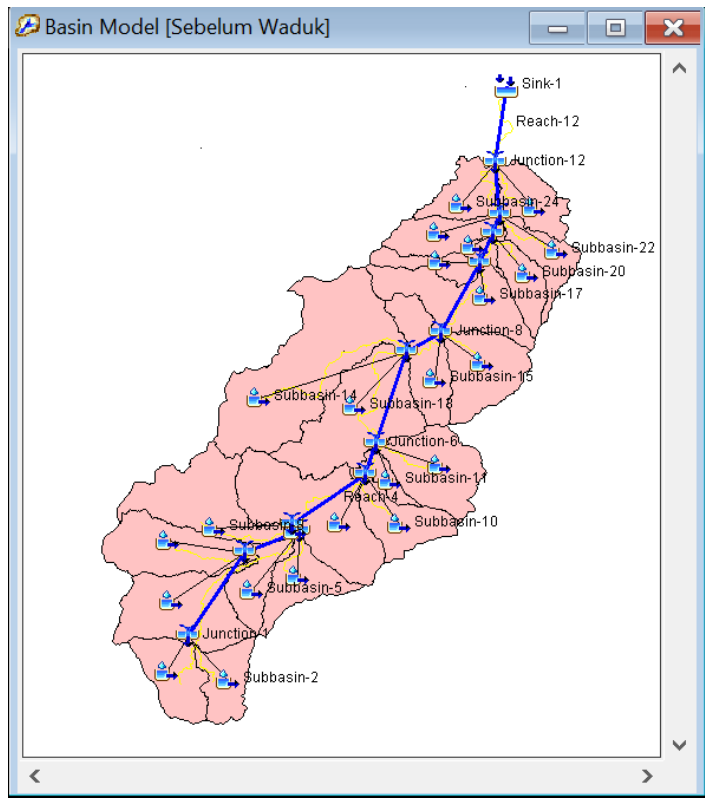 Basin Model [Sebelum Waduk]
Sink-1
Reach-12
Junction-12
Subbasin-24
Subbasin-22
Subbasin-20
Subbasin-17
Junction-8
Subbasin-15
Subbasin-14
Subbasin-13
Junction-6
Subbasin-11
Reach-4
Subbasin-10
Subbasin-5
Junction-1
Subbasin-2